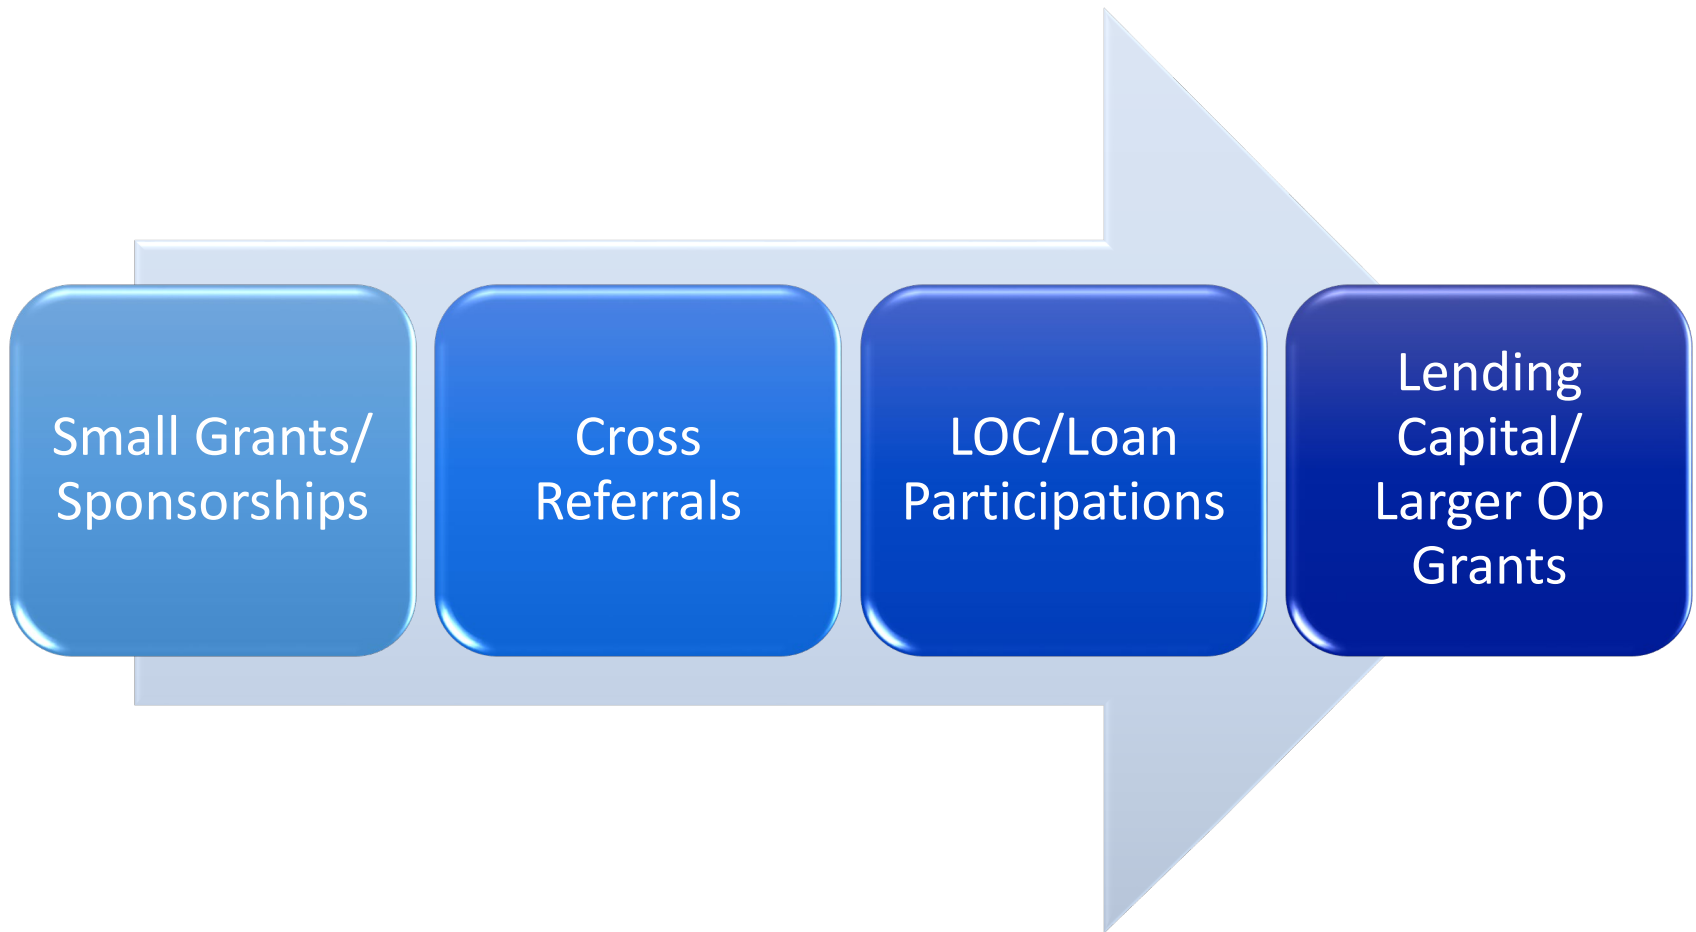 Small Grants/
Sponsorships
Cross
Referrals
LOC/Loan
Participations
Lending
Capital/
Larger Op
Grants